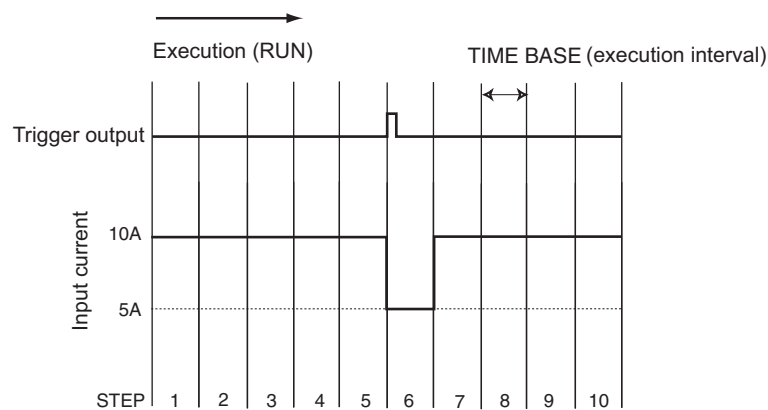 Execution (RUN)
TIME BASE (execution interval)
Trigger output
Input current
10A
5A
STEP 1 2 3 4 5 6 7 8 9 10